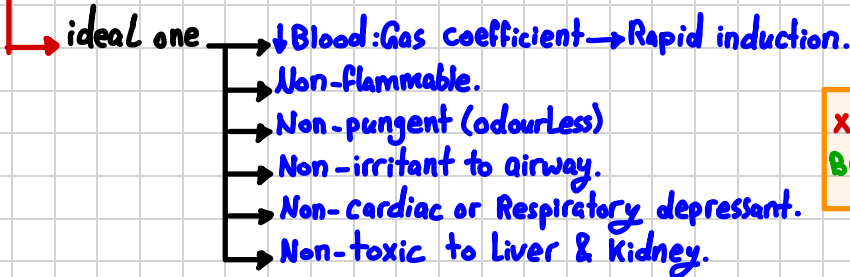 ideal one → ↓Blood:Gas coefficient→Rapid induction.
Non-flammable.
Non-pungent (odourless)
x
Non-irritant to airway.
Non-cardiac or Respiratory depressant.
Non-toxic to Liver & Kidney.